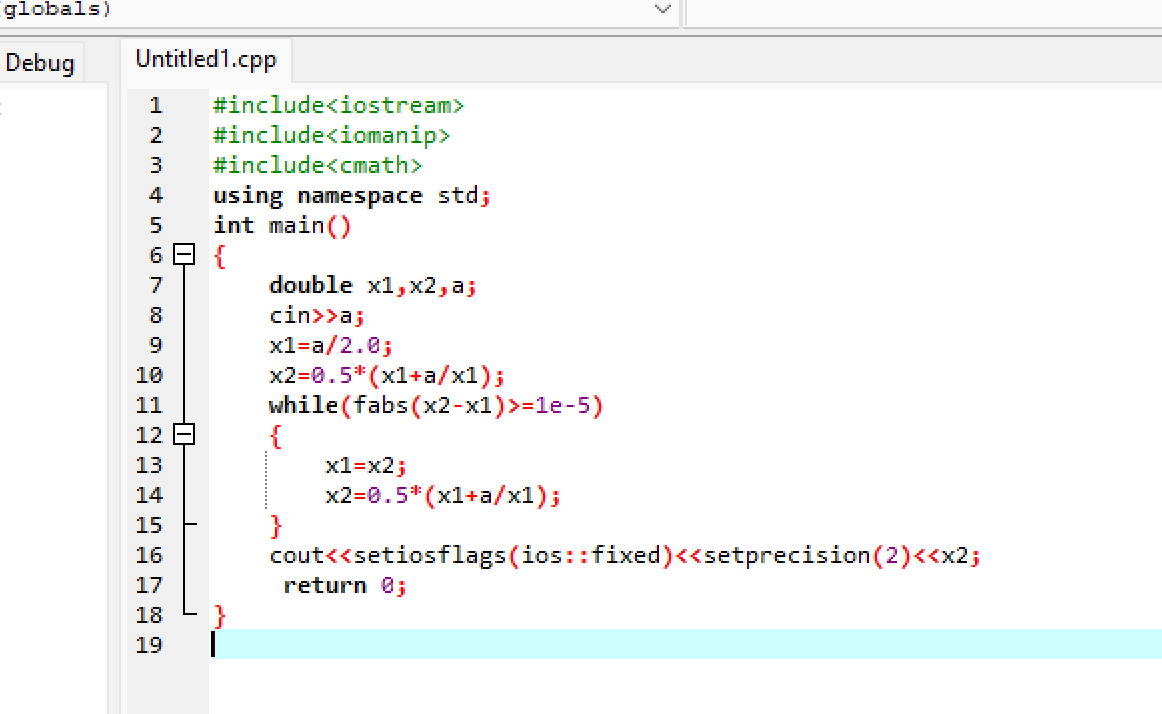 (globals)
Debug
Untitled1.cpp
1 #include<iostream>
2 #include<iomanip>
3 #include<cmath>
4 using namespace std;
5 int main()
6 {
7 double x1,x2,a;
8 cin>>a;
9 x1=a/2.0;
10 x2=0.5*(x1+a/x1);
11 while(fabs(x2-x1)>=1e-5)
12 {
13 x1=x2;
14 x2=0.5*(x1+a/x1);
15 }
16 cout<<setiosflags(ios::fixed)<<setprecision(2)<<x2;
17 return 0;
18 }
19